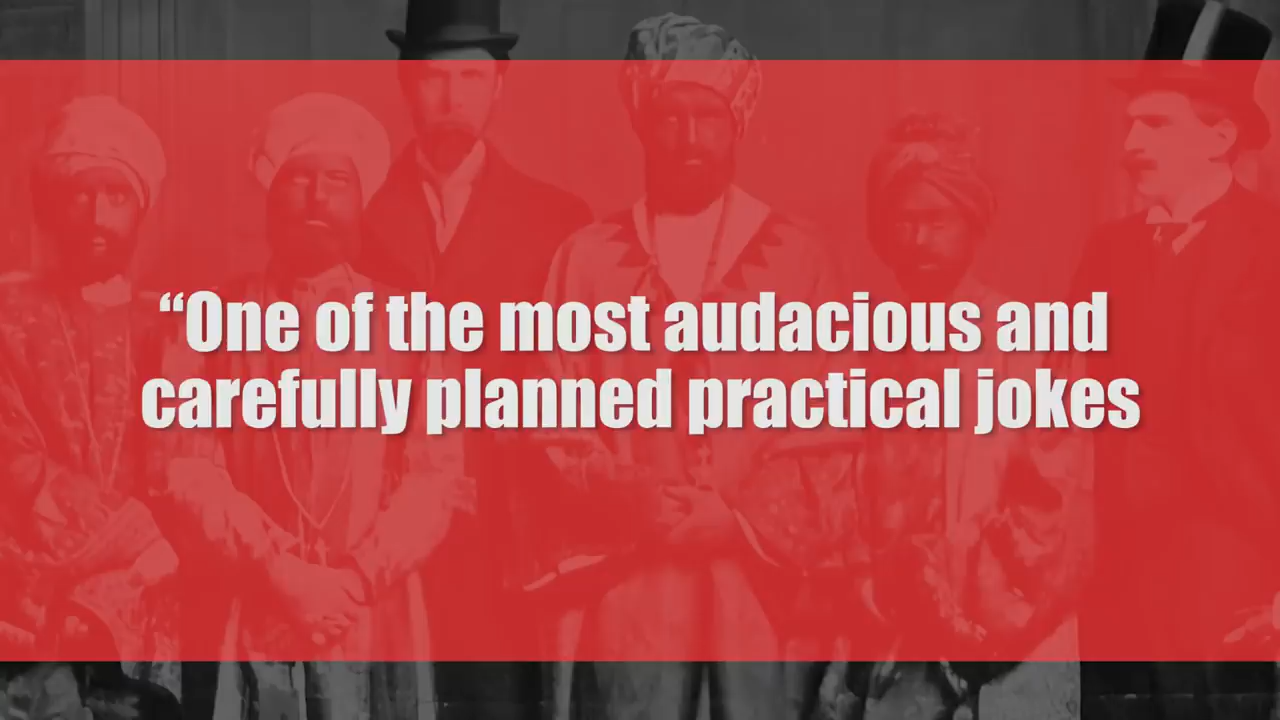 “One of the most audacious and
carefully planned practical jokes